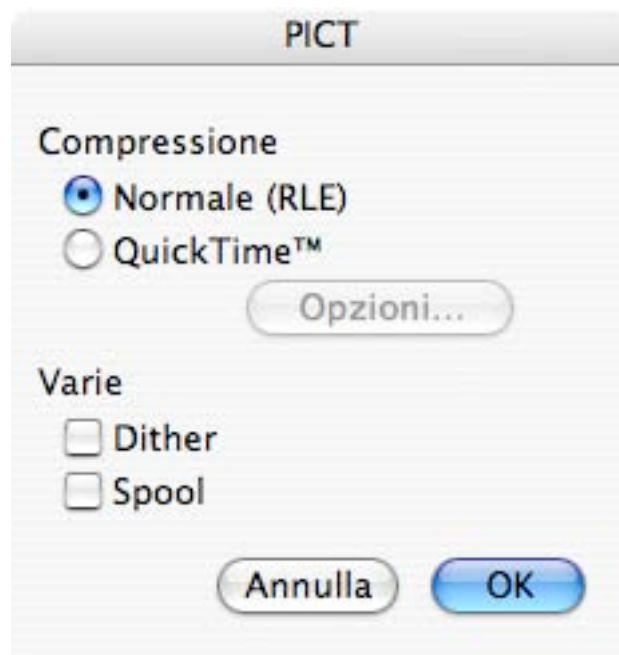 PICT
Compressione
Normale (RLE)
QuickTime™
Opzioni...
Varie
Dither
Spool
Annulla OK